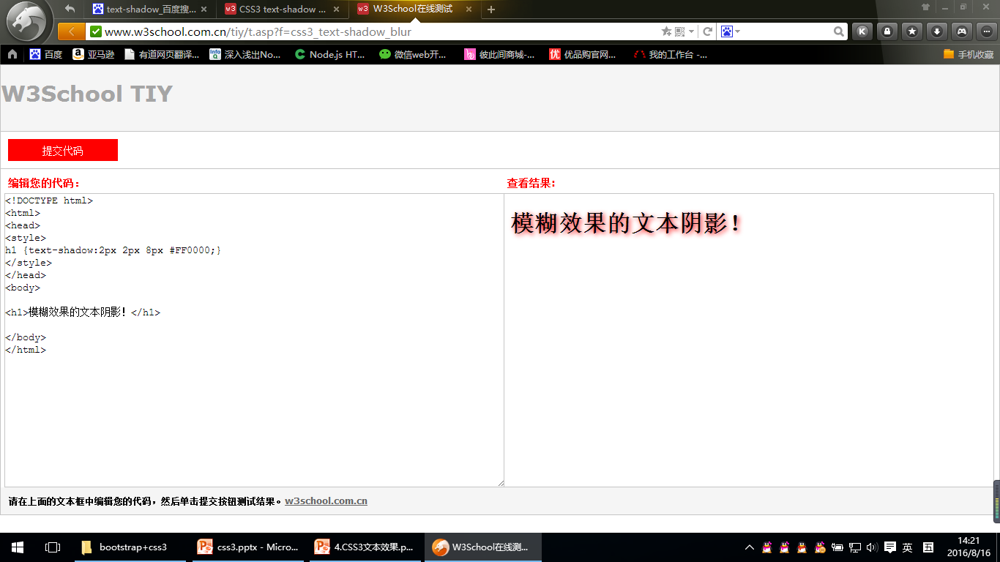 text-shadow_百度搜...
CSS3 text-shadow ...
W3School在线测试
www.w3school.com.cn/tiy/t.asp?f=css3_text-shadow_blur
百度
亚马逊
有道网页翻译...
深入浅出No...
Node.js HT...
微信web开...
彼此间商城-...
优品购官网...
我的工作台 -...
手机收藏
W3School TIY
提交代码
编辑您的代码：
查看结果:
<!DOCTYPE html>
<html>
<head>
<style>
h1 {text-shadow:2px 2px 8px #FF0000;}
</style>
</head>
<body>
<h1>模糊效果的文本阴影！</h1>
</body>
</html>
模糊效果的文本阴影！
请在上面的文本框中编辑您的代码，然后单击提交按钮测试结果。w3school.com.cn
bootstrap+css3
css3.pptx - Micro...
4.CSS3文本效果.p...
W3School在线测...
英
五
14:21
2016/8/16